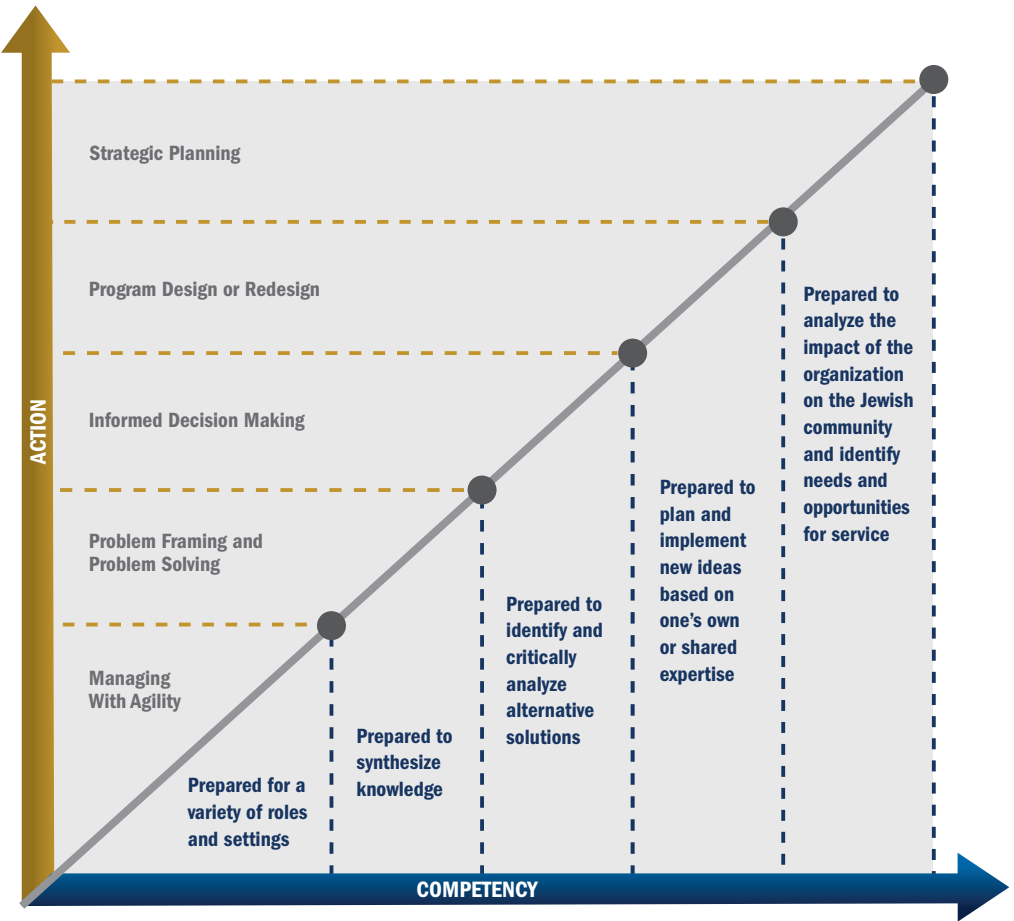 Strategic Planning
Program Design or Redesign
Informed Decision Making
Problem Framing and
Problem Solving
Managing
With Agility
ACTION
Prepared for a
variety of roles
and settings
Prepared to
synthesize
knowledge
Prepared to
identify and
critically
analyze
alternative
solutions
Prepared to
plan and
implement
new ideas
based on
one’s own
or shared
expertise
Prepared to
analyze the
impact of the
organization
on the Jewish
community
and identify
needs and
opportunities
for service
COMPETENCY